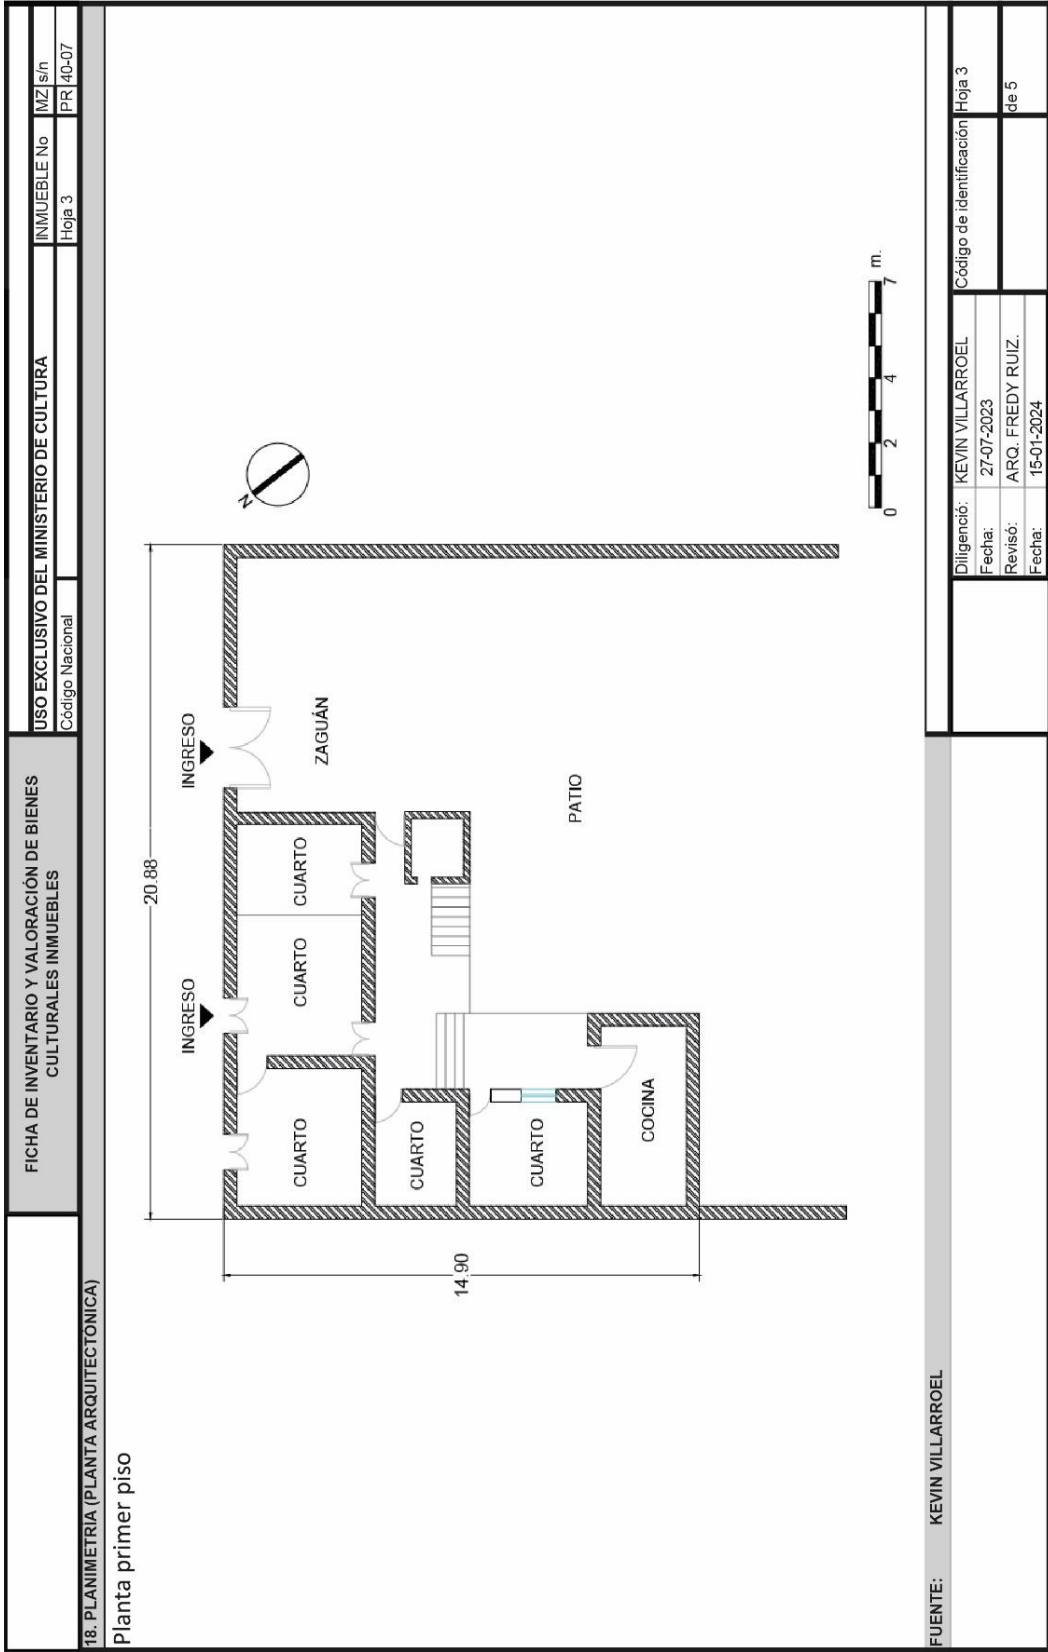 FICHA DE INVENTARIO Y VALORACIÓN DE BIENES
CULTURALES INMUEBLES
USO EXCLUSIVO DEL MINISTERIO DE CULTURA
Código Nacional
INMUEBLE No
MZ
s/n
Hoja 3
PR
40-07
18. PLANIMETRIA (PLANTA ARQUITECTÓNICA)
Planta primer piso
20.88
INGRESO
INGRESO
N
CUARTO
CUARTO
CUARTO
ZAGUÁN
CUARTO
14.90
CUARTO
PATIO
COCINA
0
2
4
7
m.
FUENTE:
KEVIN VILLARROEL
Diligenció:
KEVIN VILLARROEL
Código de identificación
Hoja 3
Fecha:
27-07-2023
Revisó:
ARQ. FREDY RUIZ.
de 5
Fecha:
15-01-2024